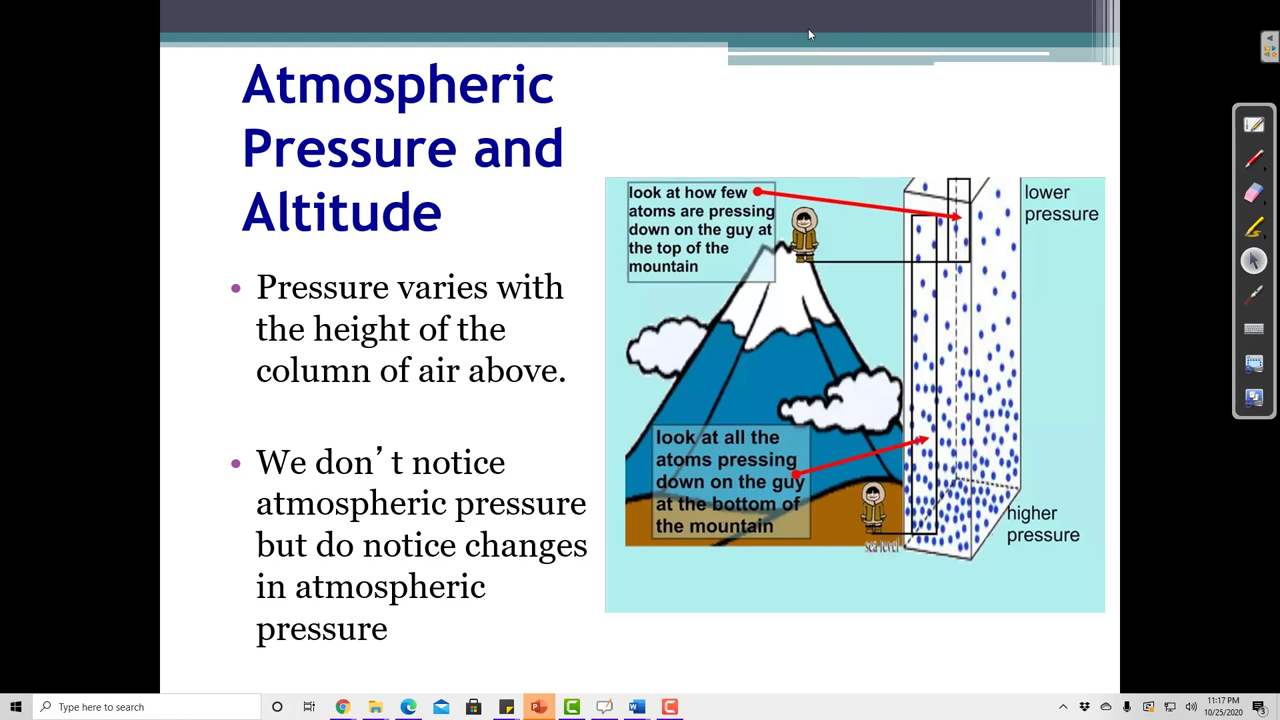 Atmospheric
Pressure and
Altitude
• Pressure varies with
the height of the
column of air above.
• We don’ t notice
atmospheric pressure
but do notice changes
in atmospheric
pressure
look at how few
atoms are pressing
down on the guy at
the top of the
mountain
lower
pressure
look at all the
atoms pressing
down on the guy
at the bottom of
the mountain
sea level
higher
pressure
Type here to search
11:17 PM
10/25/2020
3